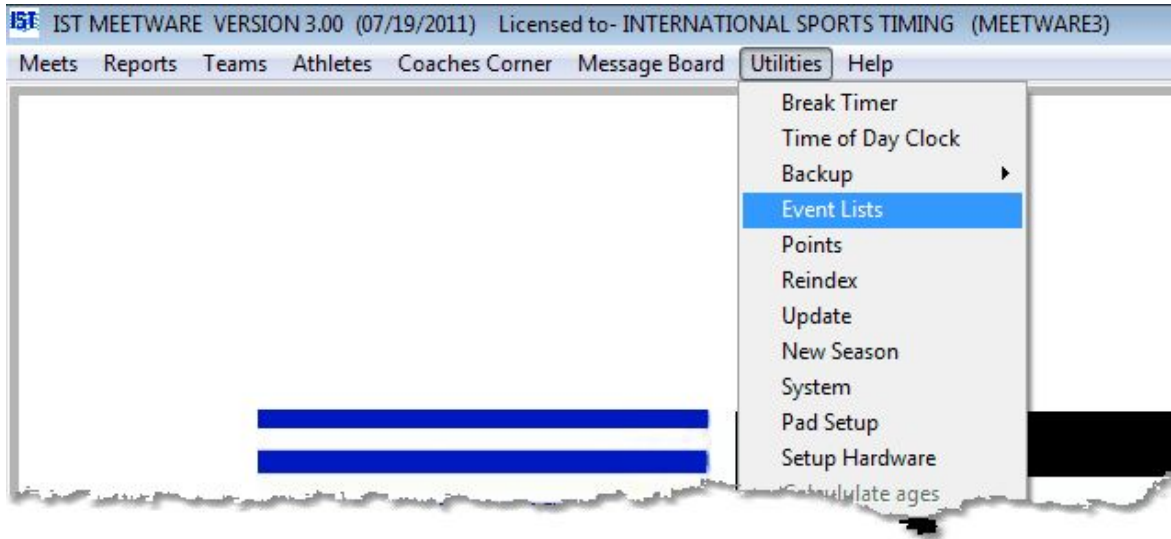 IST IST MEETWARE VERSION 3.00 (07/19/2011) Licensed to- INTERNATIONAL SPORTS TIMING (MEETWARE3)
Meets Reports Teams Athletes Coaches Corner Message Board Utilities Help
Break Timer
Time of Day Clock
Backup
Event Lists
Points
Reindex
Update
New Season
System
Pad Setup
Setup Hardware
ages